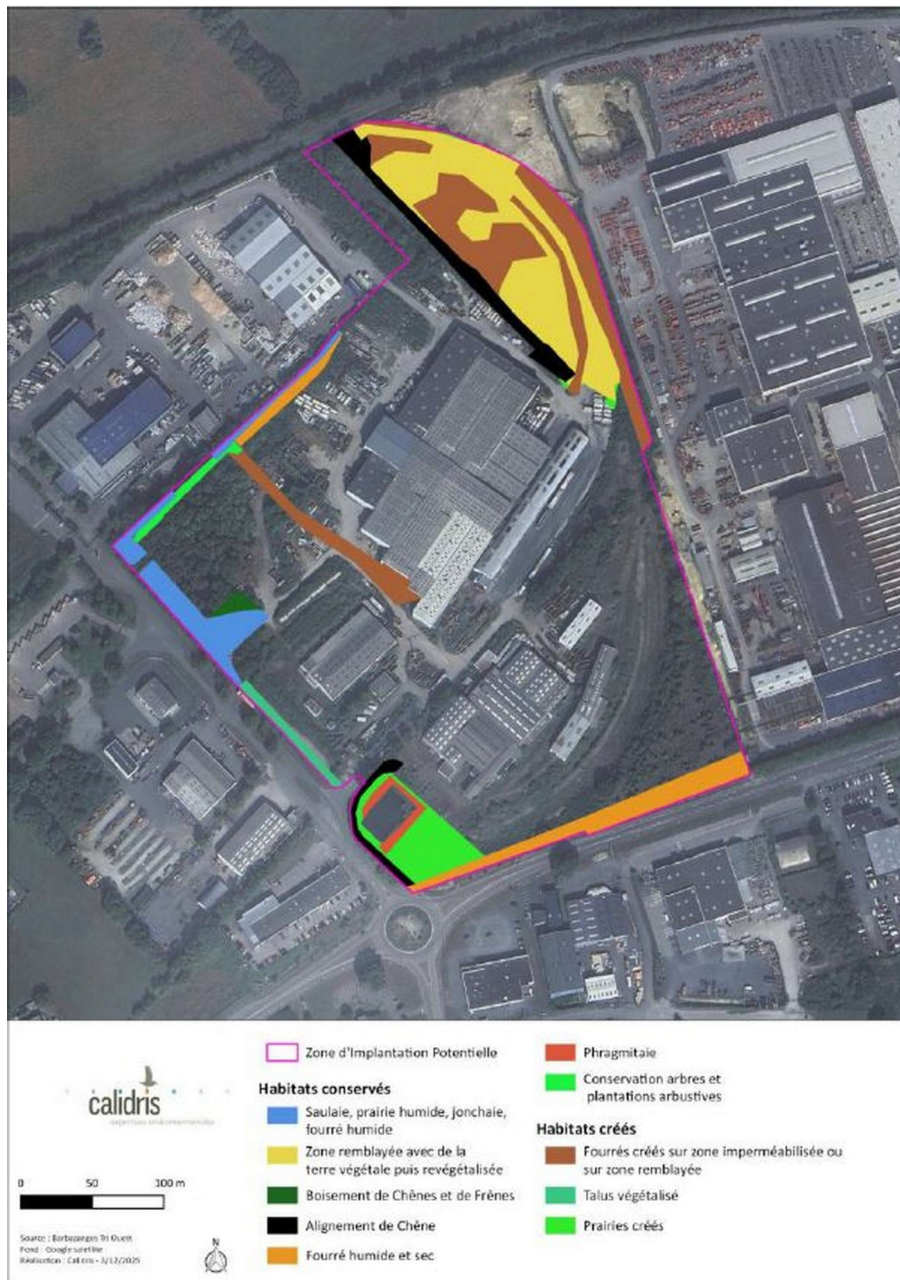 Zone d'Implantation Potentielle
Habitats conservés
Saulaie, prairie humide, jonchaie,
fourré humide
Zone remblayée avec de la
terre végétale puis revégétalisée
Boisement de Chênes et de Frênes
Alignement de Chêne
Fourré humide et sec
Phragmitaie
Conservation arbres et
plantations arbustives
Habitats créés
Fourrés créés sur zone imperméabilisée ou
sur zone remblayée
Talus végétalisé
Prairies créés
calidris
expertises environnementales
0 50 100 m
Source : Barbazanges Tri Ouest
Fond : Google satellite
Réalisation : Calidris - 2/12/2025
N